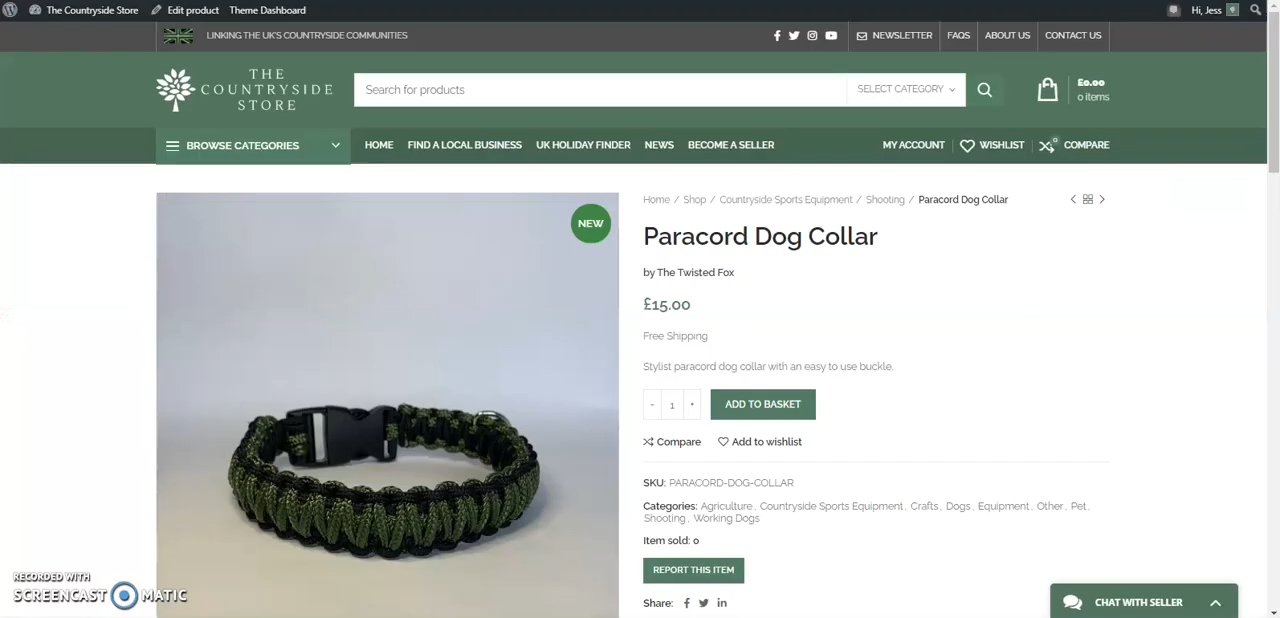 The Countryside Store Edit product Theme Dashboard Hi, Jess
LINKING THE UK'S COUNTRYSIDE COMMUNITIES NEWSLETTER FAQS ABOUT US CONTACT US
THE
COUNTRYSIDE
STORE
Search for products SELECT CATEGORY
£0.00
0 items
BROWSE CATEGORIES HOME FIND A LOCAL BUSINESS UK HOLIDAY FINDER NEWS BECOME A SELLER MY ACCOUNT WISHLIST 0 COMPARE
NEW
Home / Shop / Countryside Sports Equipment / Shooting / Paracord Dog Collar
Paracord Dog Collar
by The Twisted Fox
£15.00
Free Shipping
Stylist paracord dog collar with an easy to use buckle.
- 1 + ADD TO BASKET
Compare Add to wishlist
SKU: PARACORD-DOG-COLLAR
Categories: Agriculture, Countryside Sports Equipment, Crafts, Dogs, Equipment, Other, Pet,
Shooting, Working Dogs
Item sold: 0
REPORT THIS ITEM
Share:
CHAT WITH SELLER
RECORDED WITH
SCREENCAST MATIC